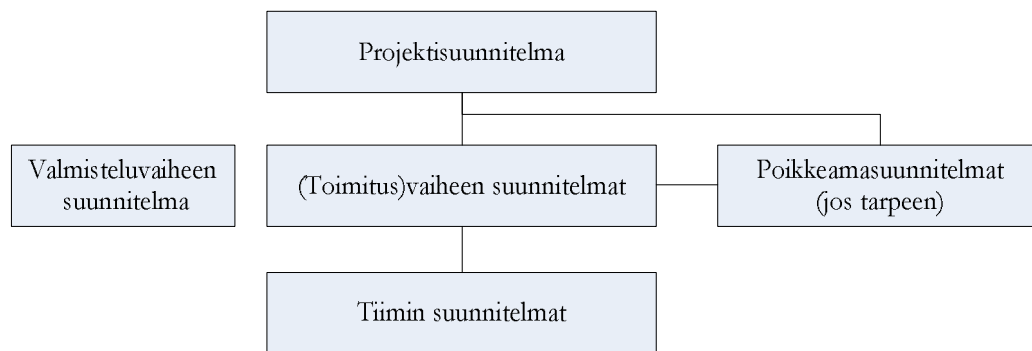 Projektisuunnitelma
Valmisteluvaiheen
suunnitelma
(Toimitus)vaiheen suunnitelmat
Poikkeamasuunnitelmat
(jos tarpeen)
Tiimin suunnitelmat